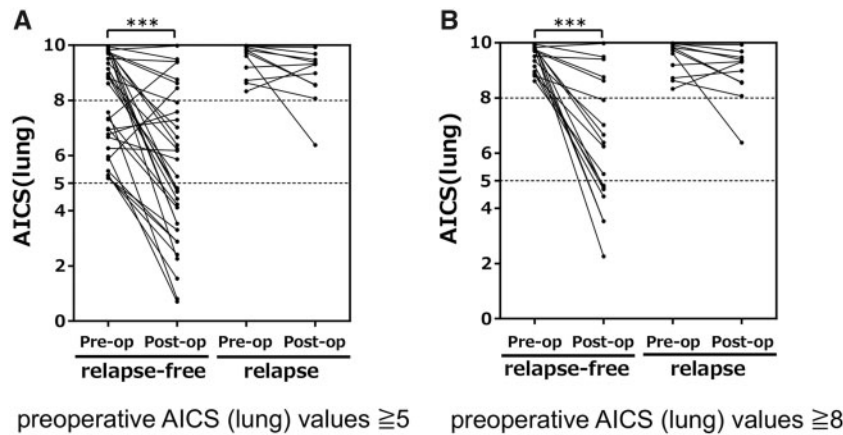 A
***
AICS(lung)
10
8
6
5
4
2
0
Pre-op Post-op Pre-op Post-op
relapse-free relapse
preoperative AICS (lung) values ≧5
B
***
AICS(lung)
10
8
6
5
4
2
0
Pre-op Post-op Pre-op Post-op
relapse-free relapse
preoperative AICS (lung) values ≧8